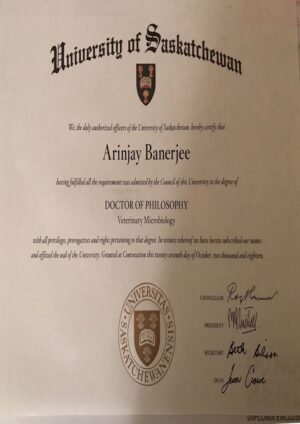 University of Saskatchewan
We, the duly authorized officers of the University of Saskatchewan, hereby certify that
Arinjay Banerjee
having fulfilled all the requirements was admitted by the Council of this University to the degree of
DOCTOR OF PHILOSOPHY
Veterinary Microbiology
with all privileges, prerogatives and rights pertaining to that degree. In witness whereof we have hereto subscribed our names
and affixed the seal of the University. Granted at Convocation this twenty seventh day of October, two thousand and eighteen.
UNIVERSITAS
SASKATCHEWANENSIS
CHANCELLOR
PRESIDENT
SECRETARY Beth
DEAN
DIPLOMA